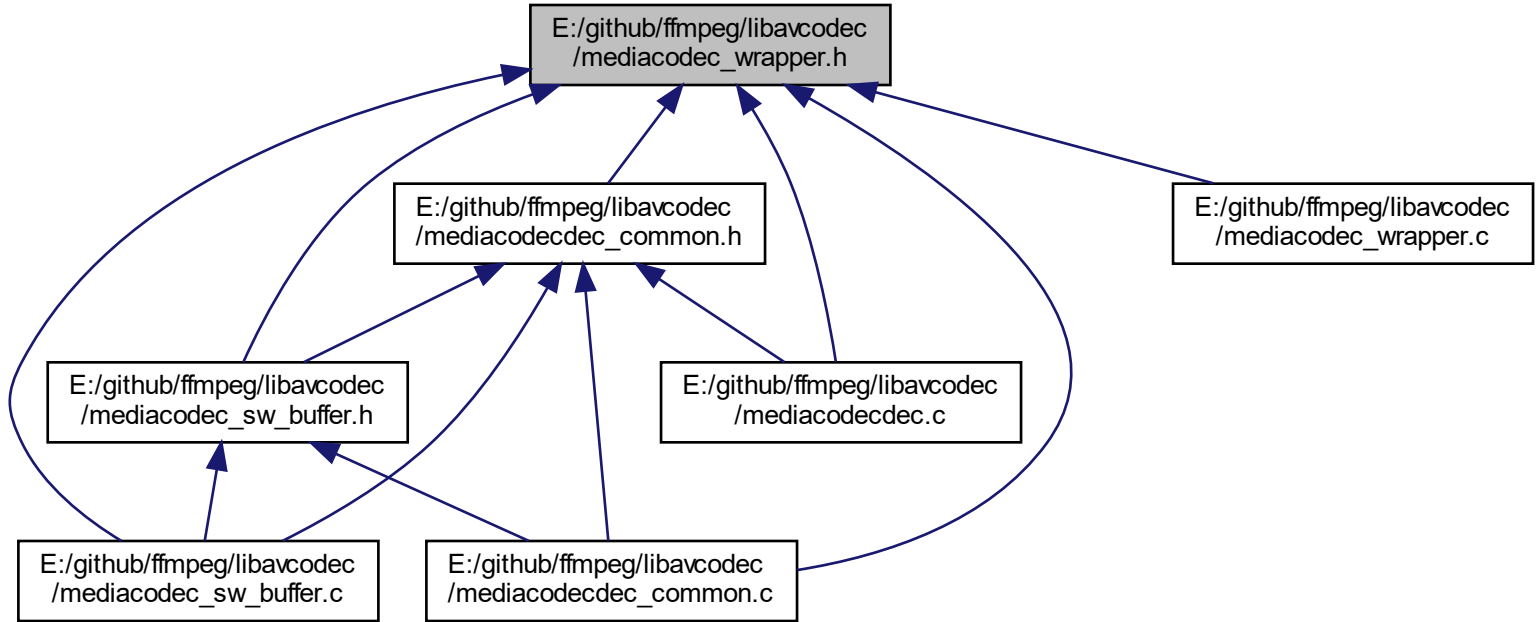 E:/github/ffmpeg/libavcodec
/mediacodec_wrapper.h
E:/github/ffmpeg/libavcodec
/mediacodecdec_common.h
E:/github/ffmpeg/libavcodec
/mediacodec_wrapper.c
E:/github/ffmpeg/libavcodec
/mediacodec_sw_buffer.h
E:/github/ffmpeg/libavcodec
/mediacodecdec.c
E:/github/ffmpeg/libavcodec
/mediacodec_sw_buffer.c
E:/github/ffmpeg/libavcodec
/mediacodecdec_common.c